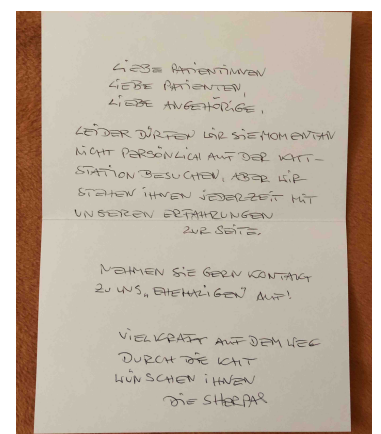 LIEBE PATIENTINNEN
LIEBE PATIENTEN,
LIEBE ANGEHÖRIGE,
LEIDER DÜRFEN WIR SIE MOMENTAN
NICHT PERSÖNLICH AUF DER KMT-
STATION BESUCHEN, ABER WIR
STEHEN IHNEN JEDERZEIT MIT
UNSEREN ERFAHRUNGEN
ZUR SEITE.
NEHMEN SIE GERN KONTAKT
ZU UNS „EHEMALIGEN" AUF!
VIEL KRAFT AUF DEM WEG
DURCH DIE KMT
WÜNSCHEN IHNEN
DIE SHERPAS